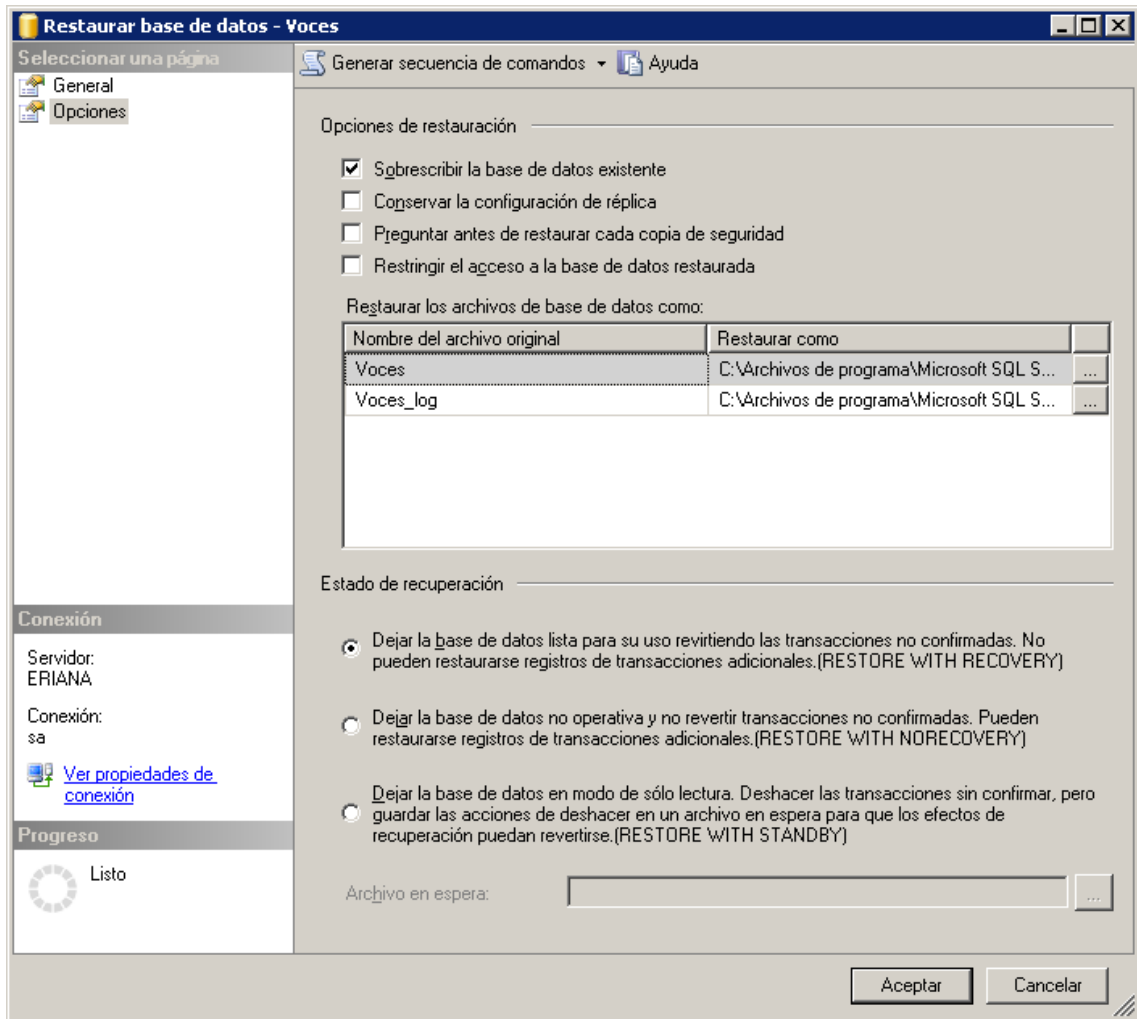 Restaurar base de datos - Voces
Seleccionar una página
General
Opciones
Generar secuencia de comandos
Ayuda
Opciones de restauración
Sobrescribir la base de datos existente
Conservar la configuración de réplica
Preguntar antes de restaurar cada copia de seguridad
Restringir el acceso a la base de datos restaurada
Restaurar los archivos de base de datos como:
Nombre del archivo original Restaurar como
Voces C:\Archivos de programa\Microsoft SQL S... ...
Voces_log C:\Archivos de programa\Microsoft SQL S... ...
Estado de recuperación
Dejar la base de datos lista para su uso revirtiendo las transacciones no confirmadas. No
pueden restaurarse registros de transacciones adicionales.(RESTORE WITH RECOVERY)
Dejar la base de datos no operativa y no revertir transacciones no confirmadas. Pueden
restaurarse registros de transacciones adicionales.(RESTORE WITH NORECOVERY)
Dejar la base de datos en modo de sólo lectura. Deshacer las transacciones sin confirmar, pero
guardar las acciones de deshacer en un archivo en espera para que los efectos de
recuperación puedan revertirse.(RESTORE WITH STANDBY)
Archivo en espera: ...
Conexión
Servidor:
ERIANA
Conexión:
sa
Ver propiedades de
conexión
Progreso
Listo
Aceptar
Cancelar